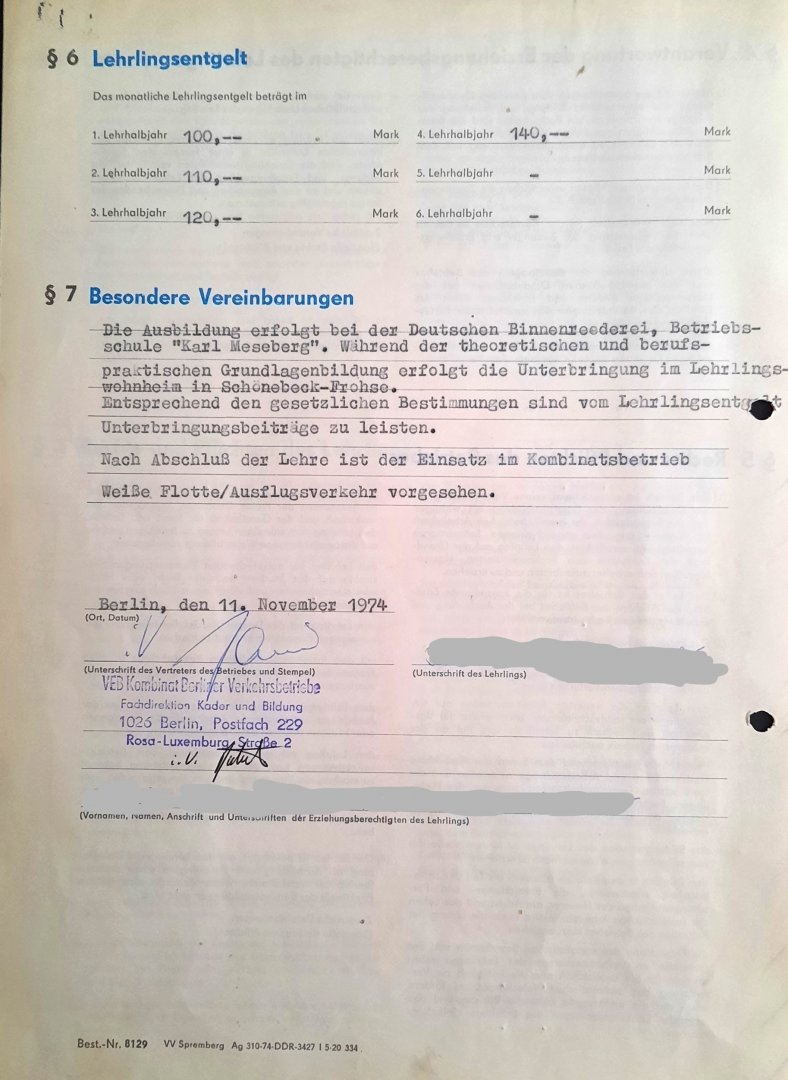 § 6 Lehrlingsentgelt
Das monatliche Lehrlingsentgelt beträgt im
1. Lehrhalbjahr 100,-- Mark
2. Lehrhalbjahr 110,-- Mark
3. Lehrhalbjahr 120,-- Mark
4. Lehrhalbjahr 140,-- Mark
5. Lehrhalbjahr - Mark
6. Lehrhalbjahr - Mark
§ 7 Besondere Vereinbarungen
Die Ausbildung erfolgt bei der Deutschen Binnenreederei, Betriebs-
schule "Karl Meseberg". Während der theoretischen und berufs-
praktischen Grundlagenbildung erfolgt die Unterbringung im Lehrlings-
wohnheim in Schönebeck-Frohse.
Entsprechend den gesetzlichen Bestimmungen sind vom Lehrlingsentgelt
Unterbringungsbeiträge zu leisten.
Nach Abschluß der Lehre ist der Einsatz im Kombinatsbetrieb
Weiße Flotte/Ausflugsverkehr vorgesehen.
Berlin, den 11. November 1974
(Ort, Datum)
i. V.
(Unterschrift des Vertreters des Betriebes und Stempel)
(Unterschrift des Lehrlings)
VEB Kombinat Berliner Verkehrsbetriebe
Fachdirektion Kader und Bildung
1026 Berlin, Postfach 229
Rosa-Luxemburg Straße 2
i. V.
(Vornamen, Namen, Anschrift und Unterschriften der Erziehungsberechtigten des Lehrlings)
Best.-Nr. 8129 VV Spremberg Ag 310-74-DDR-3427 I 5-20 334